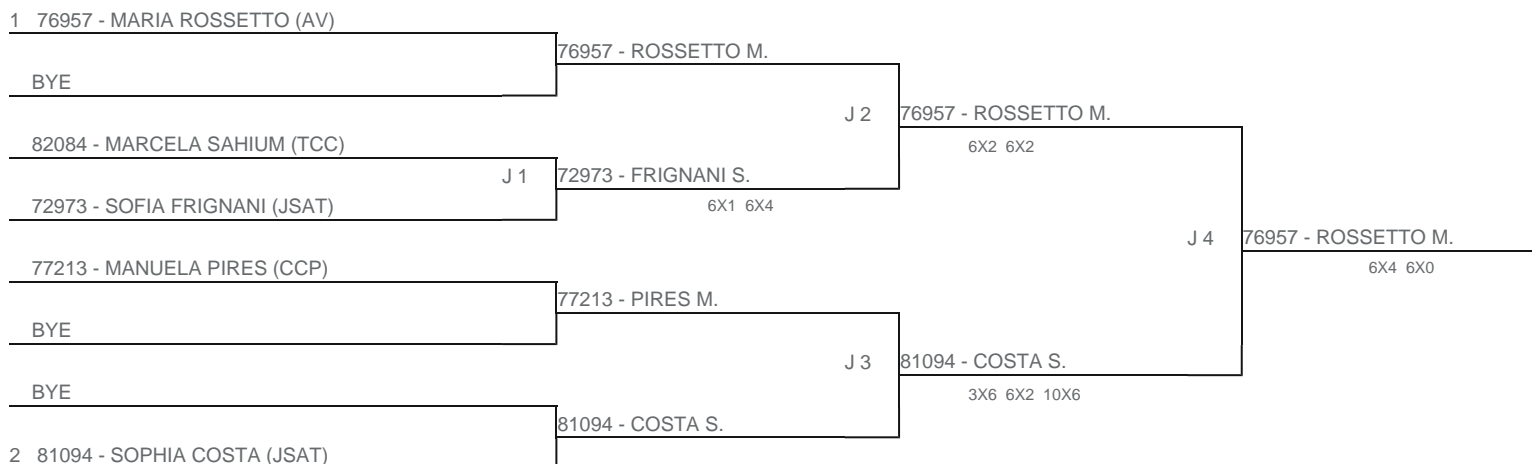 1 76957 - MARIA ROSSETTO (AV)
76957 - ROSSETTO M.
BYE
J 2
76957 - ROSSETTO M.
6X2 6X2
82084 - MARCELA SAHIUM (TCC)
J 1
72973 - FRIGNANI S.
6X1 6X4
72973 - SOFIA FRIGNANI (JSAT)
J 4
76957 - ROSSETTO M.
6X4 6X0
77213 - MANUELA PIRES (CCP)
77213 - PIRES M.
BYE
J 3
81094 - COSTA S.
3X6 6X2 10X6
BYE
81094 - COSTA S.
2 81094 - SOPHIA COSTA (JSAT)